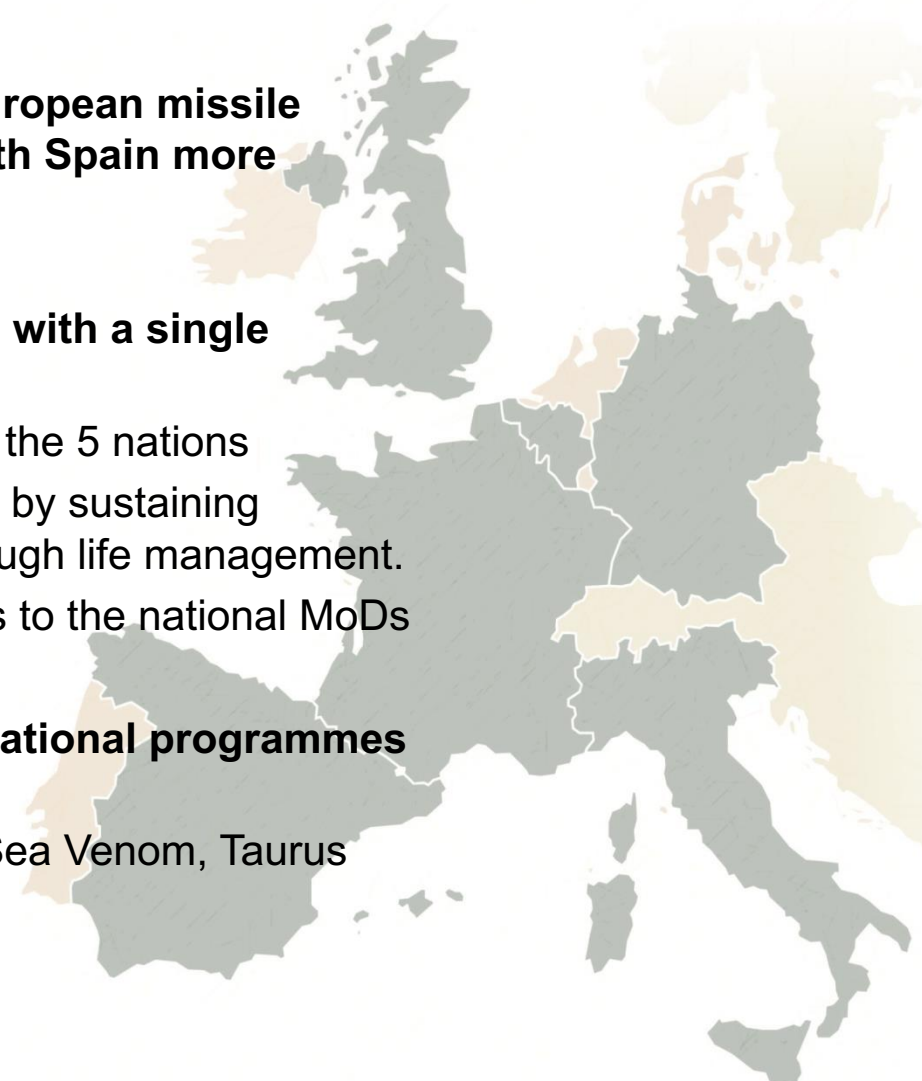 ropean missile
th Spain more
with a single
the 5 nations
by sustaining
ugh life management.
s to the national MoDs
ational programmes
Sea Venom, Taurus